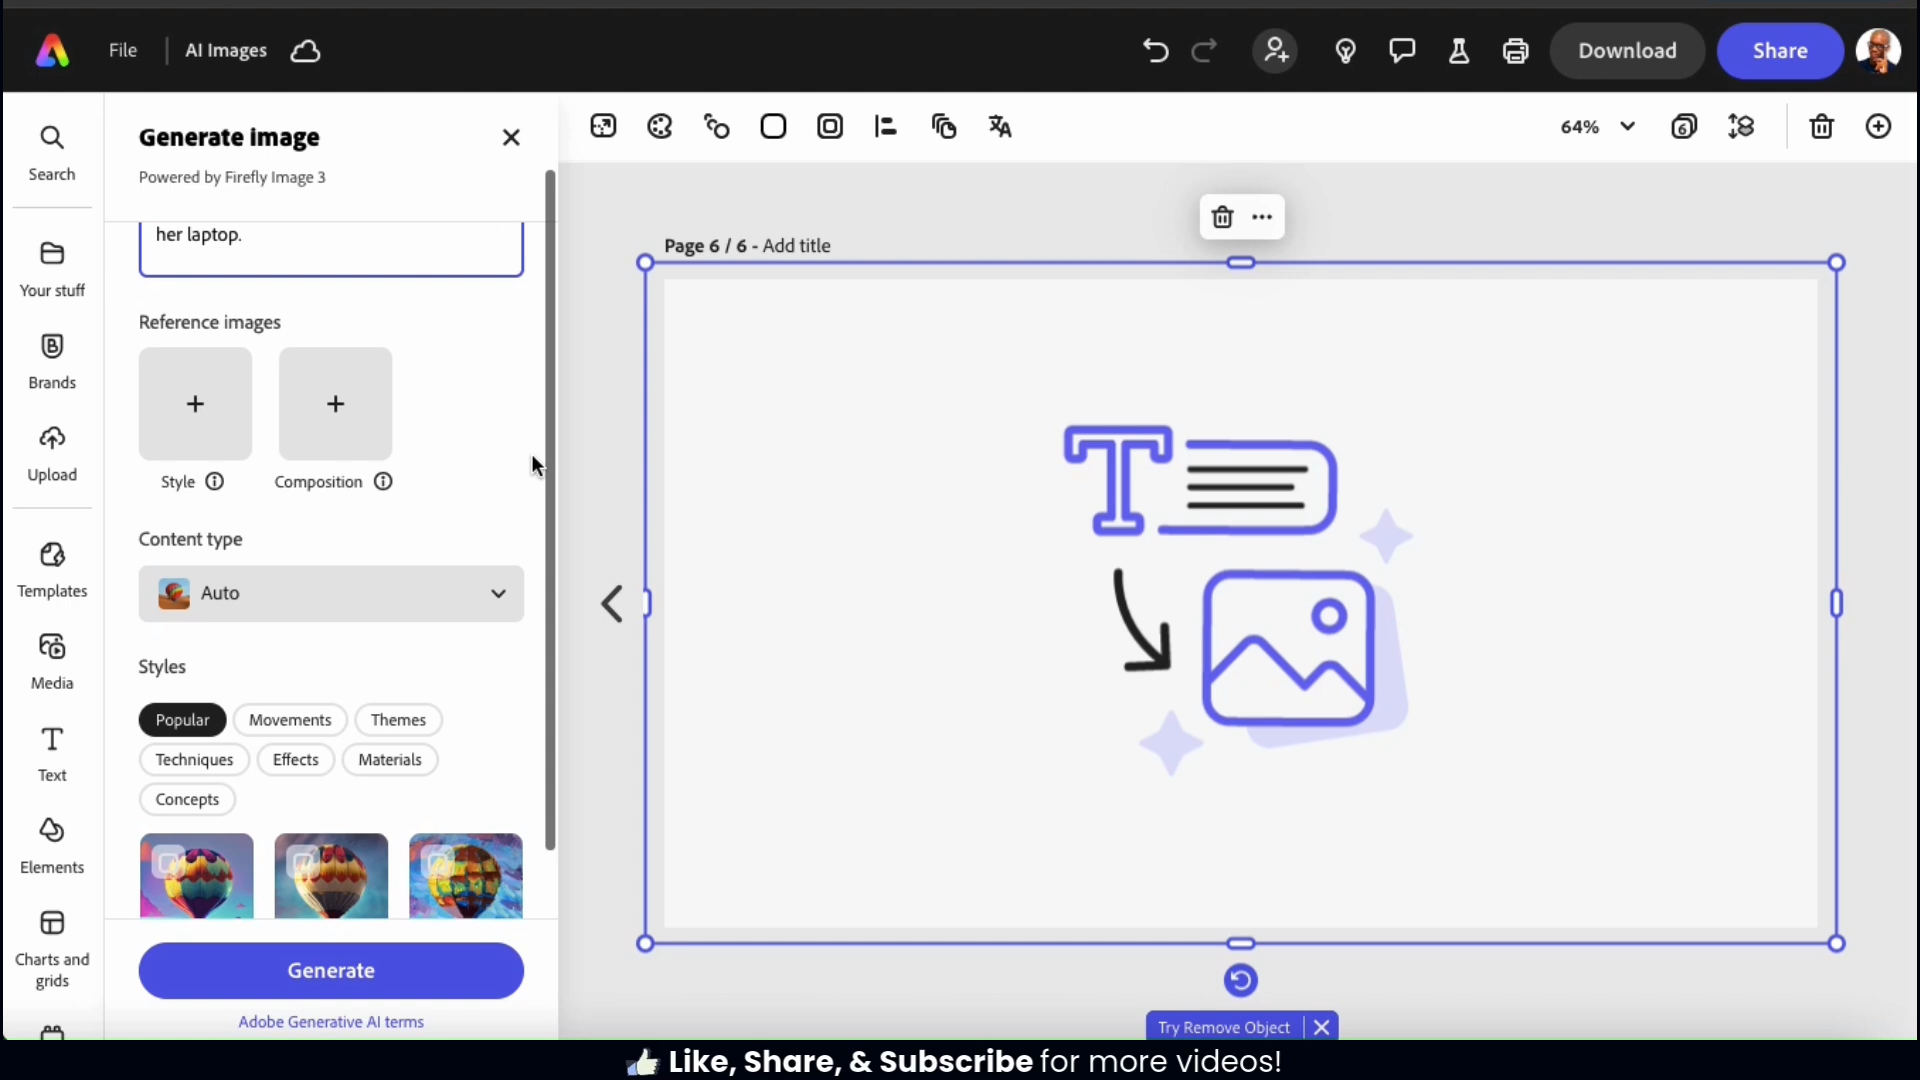 File
AI Images
Download
Share
Search
Your stuff
Brands
Upload
Templates
Media
Text
Elements
Charts and
grids
Generate image
Powered by Firefly Image 3
her laptop.
Reference images
Style
Composition
Content type
Auto
Styles
Popular
Movements
Themes
Techniques
Effects
Materials
Concepts
Generate
Adobe Generative AI terms
64%
6
Page 6 / 6 - Add title
T
Try Remove Object
Like, Share, & Subscribe for more videos!